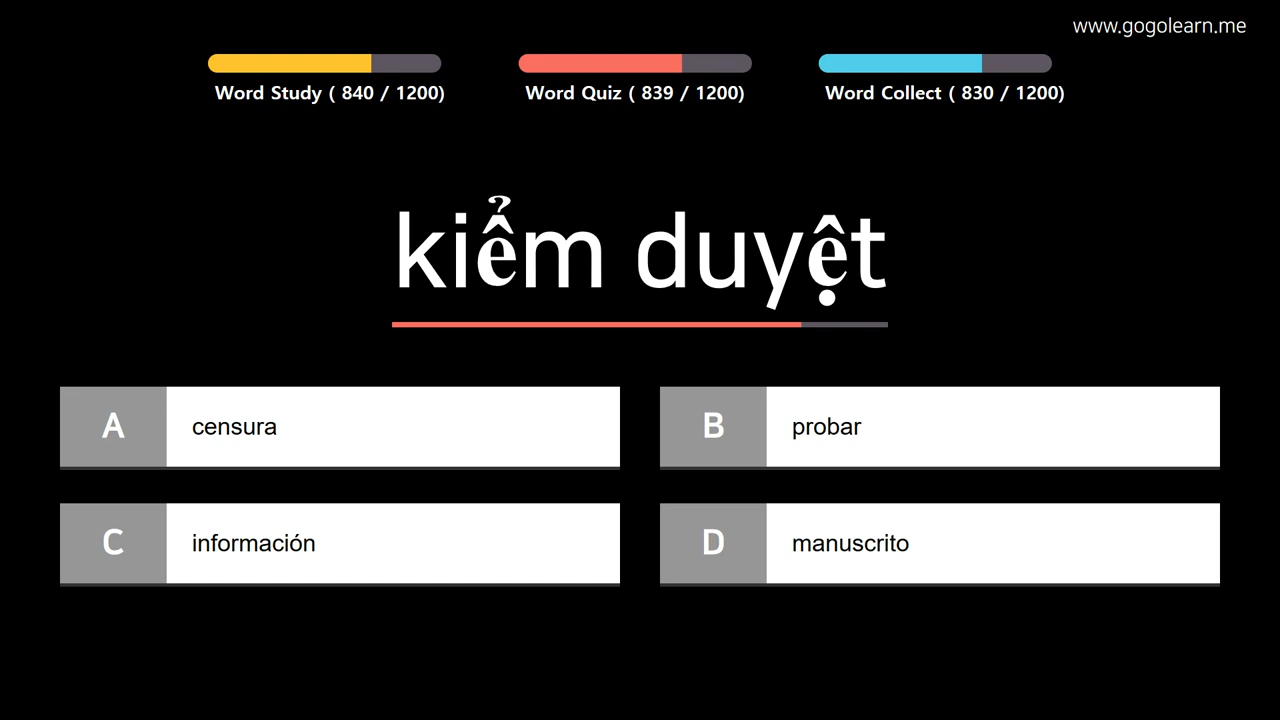 www.gogolearn.me
Word Study ( 840 / 1200)
Word Quiz ( 839 / 1200)
Word Collect ( 830 / 1200)
kiểm duyệt
A censura
B probar
C información
D manuscrito